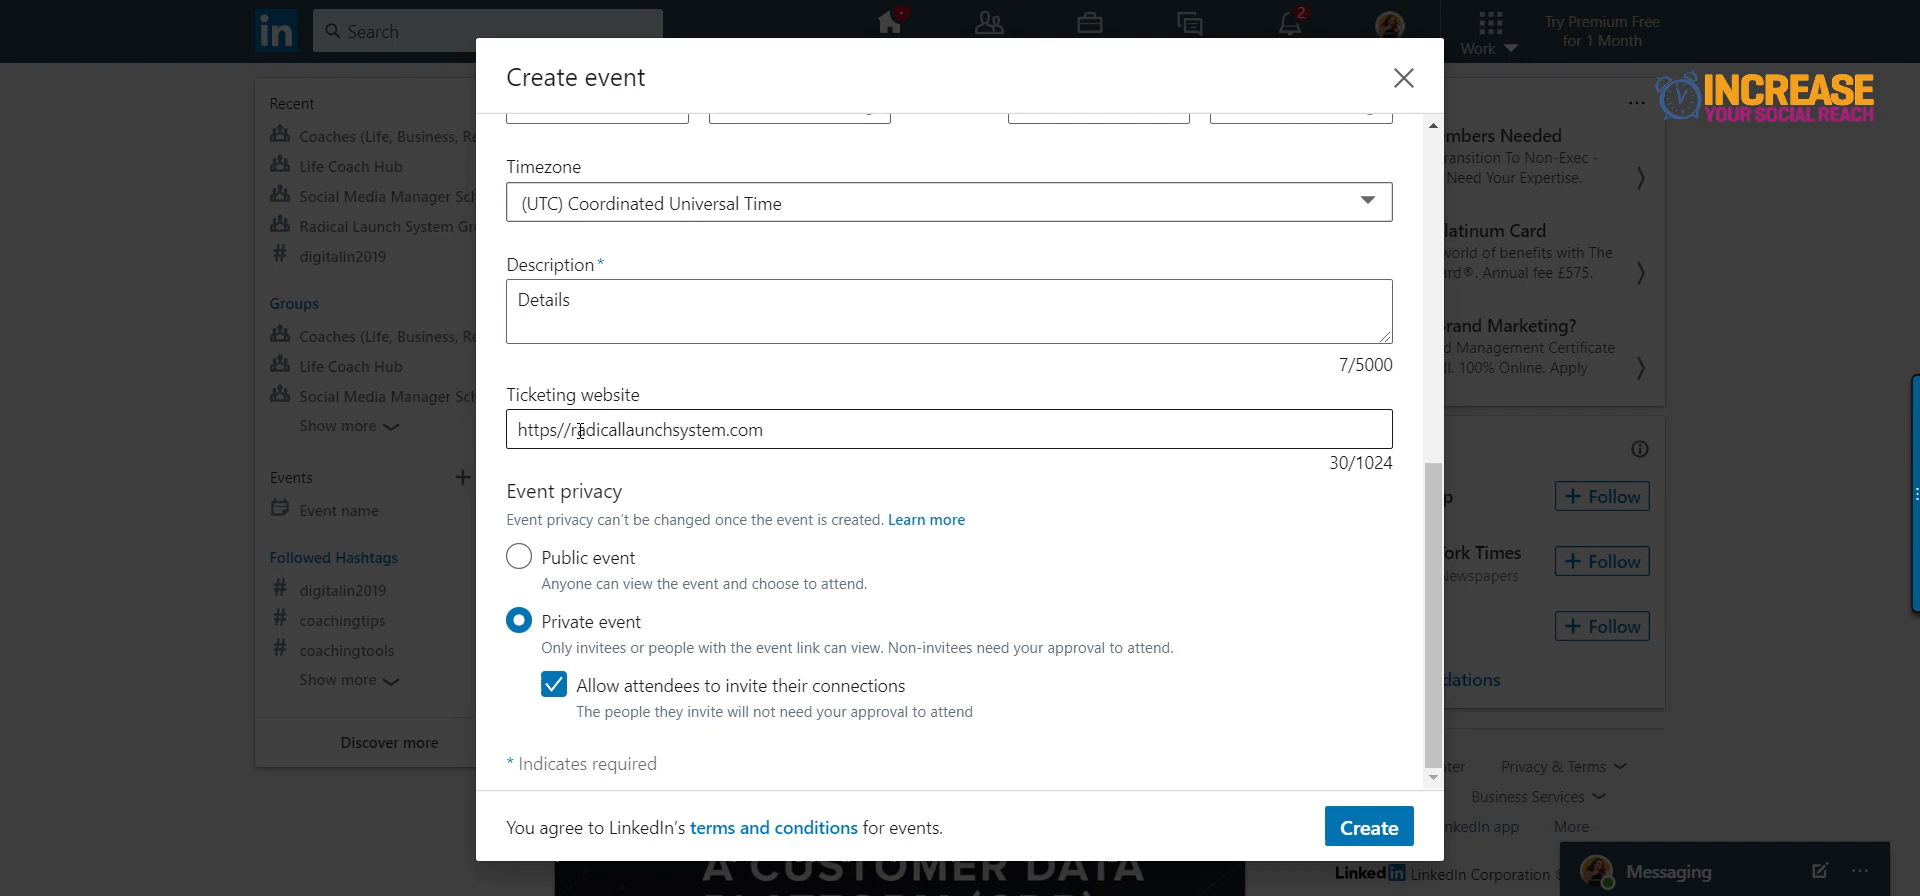 in
Search
2
Work
Try Premium Free
for 1 Month
INCREASE
YOUR SOCIAL REACH
Recent
Coaches (Life, Business, Re
Life Coach Hub
Social Media Manager Sch
Radical Launch System Gr
# digitalin2019
Groups
Coaches (Life, Business, Re
Life Coach Hub
Social Media Manager Sch
Show more
Events +
Event name
Followed Hashtags
# digitalin2019
# coachingtips
# coachingtools
Show more
Discover more
Create event
Timezone
(UTC) Coordinated Universal Time
Description*
Details
7/5000
Ticketing website
https//radicallaunchsystem.com
30/1024
Event privacy
Event privacy can't be changed once the event is created. Learn more
Public event
Anyone can view the event and choose to attend.
Private event
Only invitees or people with the event link can view. Non-invitees need your approval to attend.
Allow attendees to invite their connections
The people they invite will not need your approval to attend
* Indicates required
You agree to LinkedIn's terms and conditions for events.
Create
mbers Needed
ransition To Non-Exec -
Need Your Expertise.
latinum Card
world of benefits with The
rd®. Annual fee £575.
rand Marketing?
d Management Certificate
ll. 100% Online. Apply
p
+ Follow
ork Times
Newspapers
+ Follow
+ Follow
dations
ter Privacy & Terms
Business Services
nkedIn app More
LinkedIn LinkedIn Corporation ©
Messaging
A CUSTOMER DATA